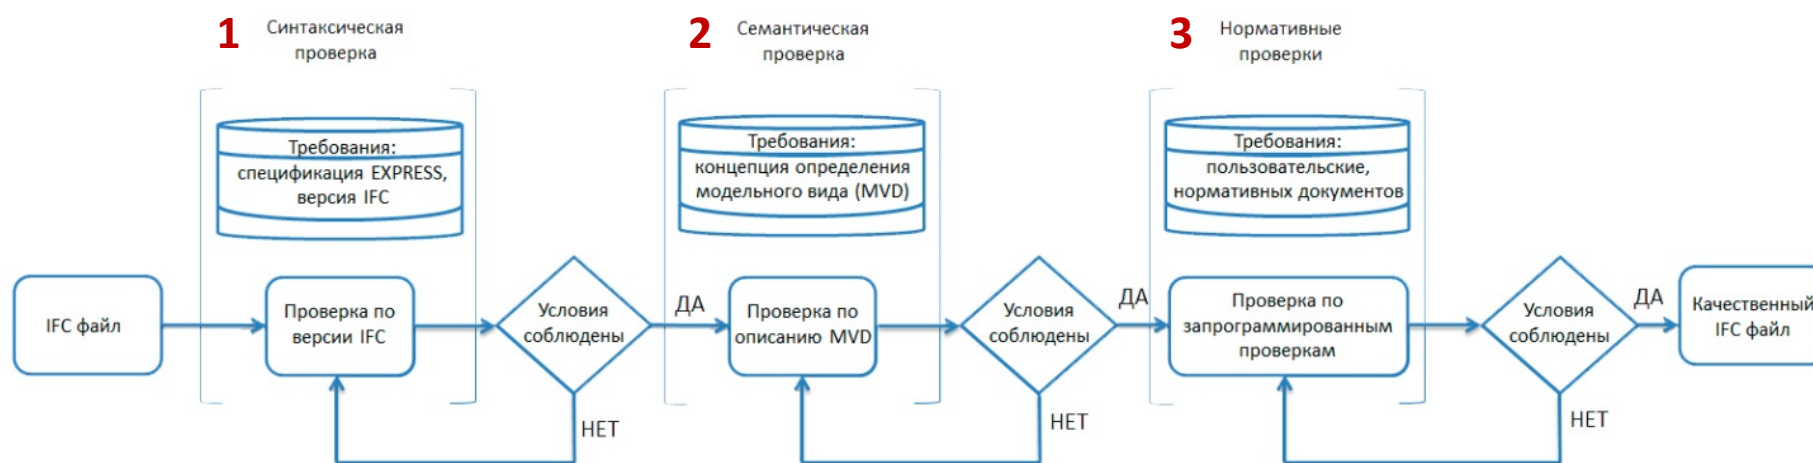 1
Синтаксическая
проверка
2
Семантическая
проверка
3
Нормативные
проверки
Требования:
спецификация EXPRESS,
версия IFC
Требования:
концепция определения
модельного вида (MVD)
Требования:
пользовательские,
нормативных документов
IFC файл
Проверка по
версии IFC
Условия
соблюдены
ДА
НЕТ
Проверка по
описанию MVD
Условия
соблюдены
ДА
НЕТ
Проверка по
запрограммированным
проверкам
Условия
соблюдены
ДА
НЕТ
Качественный
IFC файл